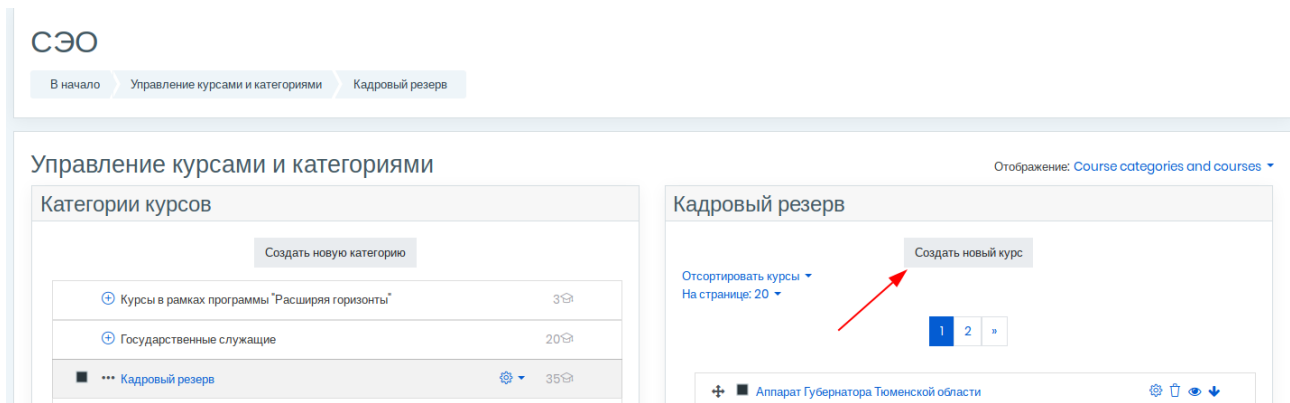 СЭО
В начало Управление курсами и категориями Кадровый резерв
Управление курсами и категориями
Отображение: Course categories and courses
Категории курсов
Создать новую категорию
Курсы в рамках программы "Расширяя горизонты" 3
Государственные служащие 20
Кадровый резерв 35
Кадровый резерв
Создать новый курс
Отсортировать курсы
На странице: 20
1 2 »
Аппарат Губернатора Тюменской области